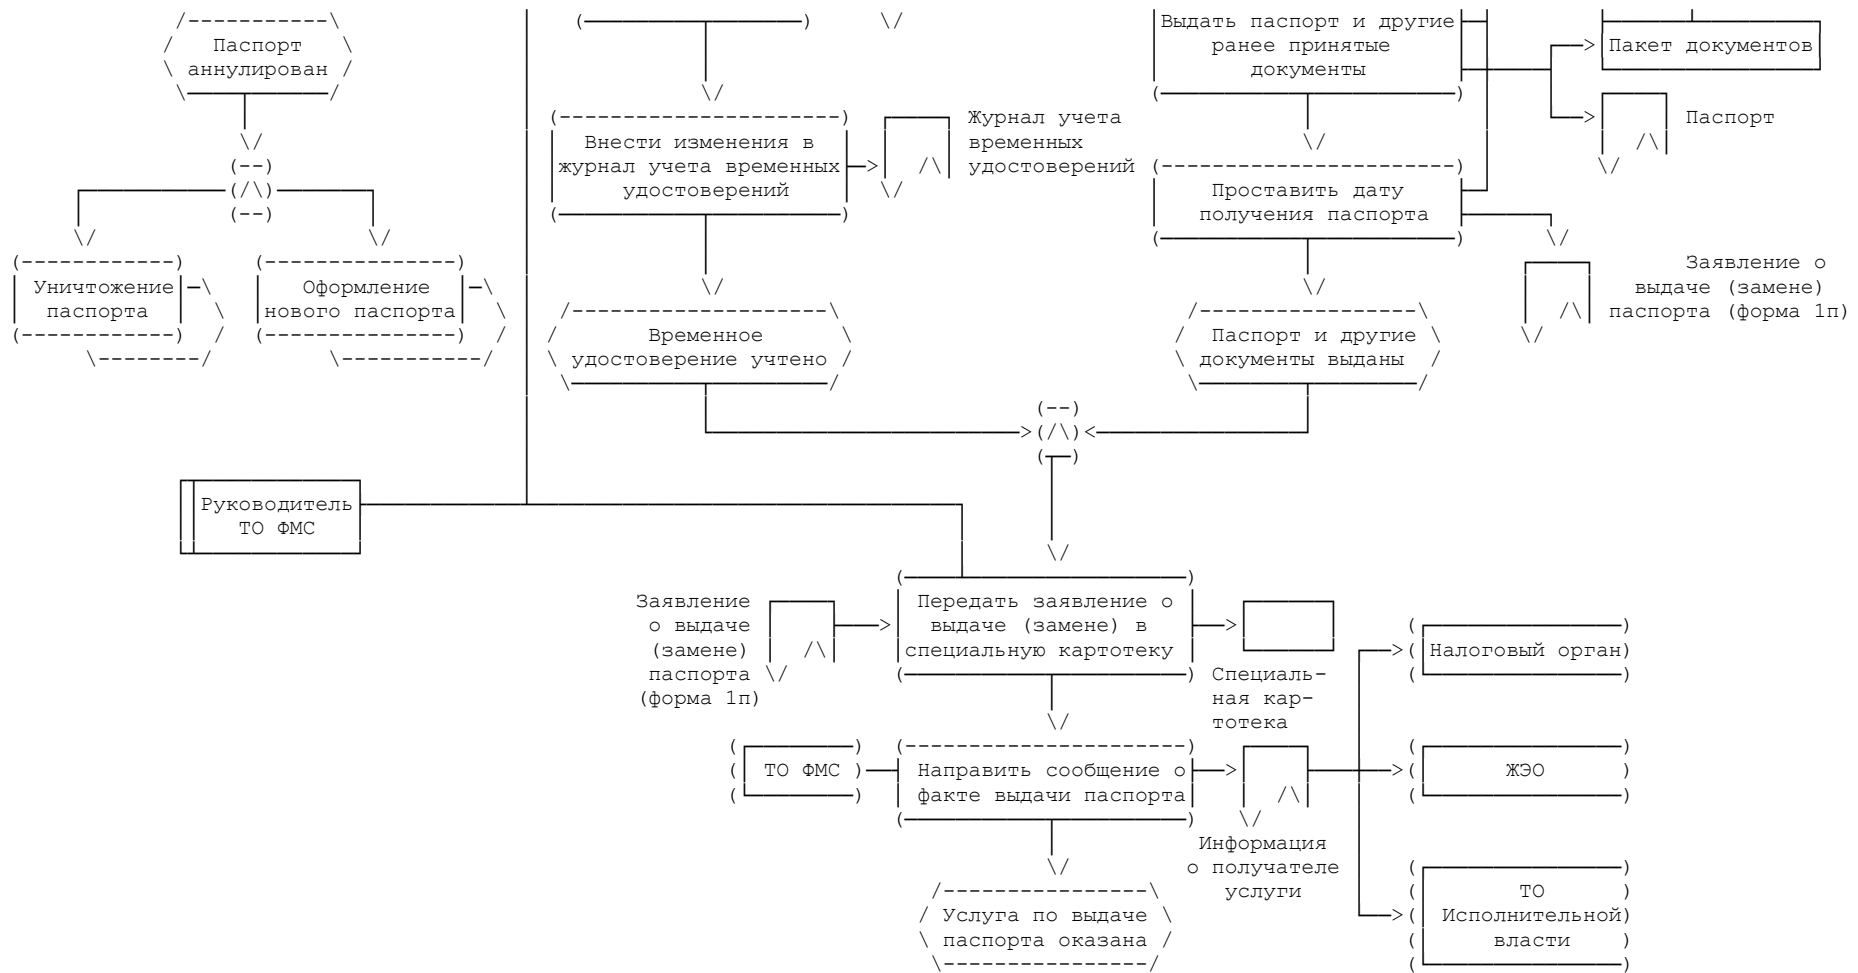 Паспорт
аннулирован
Выдать паспорт и другие
ранее принятые
документы
Пакет документов
Паспорт
Внести изменения в
журнал учета временных
удостоверений
Журнал учета
временных
удостоверений
Проставить дату
получения паспорта
Уничтожение
паспорта
Оформление
нового паспорта
Временное
удостоверение учтено
Паспорт и другие
документы выданы
Заявление о
выдаче (замене)
паспорта (форма 1п)
Руководитель
ТО ФМС
Заявление
о выдаче
(замене)
паспорта
(форма 1п)
Передать заявление о
выдаче (замене) в
специальную картотеку
Специаль-
ная кар-
тотека
Налоговый орган
ТО ФМС
Направить сообщение о
факте выдачи паспорта
ЖЭО
Информация
о получателе
услуги
Услуга по выдаче
паспорта оказана
ТО
Исполнительной
власти